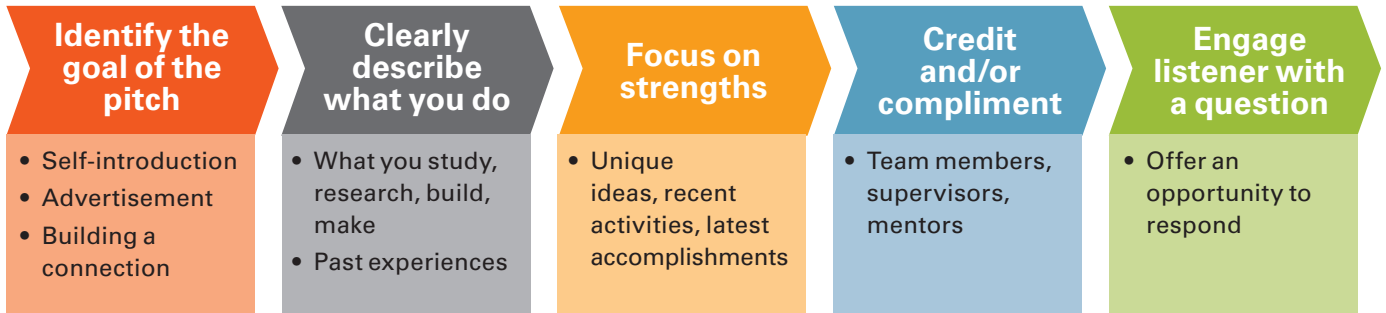 Identify the
goal of the
pitch
• Self-introduction
• Advertisement
• Building a
connection
Clearly
describe
what you do
• What you study,
research, build,
make
• Past experiences
Focus on
strengths
• Unique
ideas, recent
activities, latest
accomplishments
Credit
and/or
compliment
• Team members,
supervisors,
mentors
Engage
listener with
a question
• Offer an
opportunity to
respond